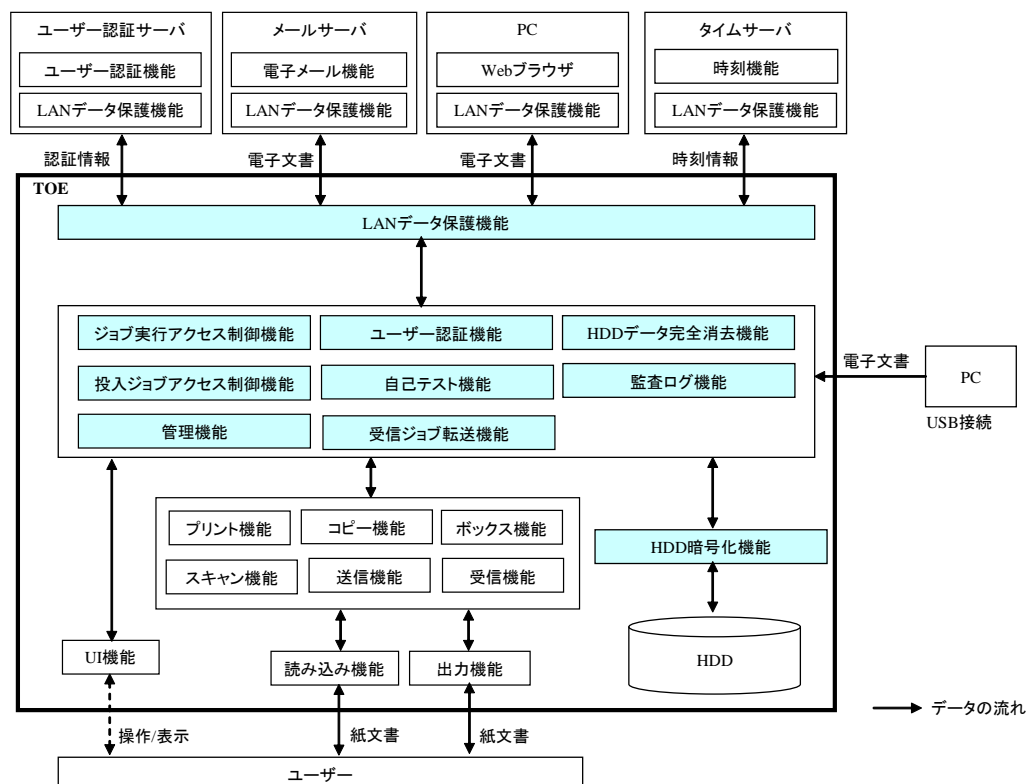 ユーザー認証サーバ
ユーザー認証機能
LANデータ保護機能
メールサーバ
電子メール機能
LANデータ保護機能
PC
Webブラウザ
LANデータ保護機能
タイムサーバ
時刻機能
LANデータ保護機能
認証情報
電子文書
電子文書
時刻情報
TOE
LANデータ保護機能
ジョブ実行アクセス制御機能
ユーザー認証機能
HDDデータ完全消去機能
投入ジョブアクセス制御機能
自己テスト機能
監査ログ機能
管理機能
受信ジョブ転送機能
電子文書
PC
USB接続
プリント機能
コピー機能
ボックス機能
スキャン機能
送信機能
受信機能
HDD暗号化機能
UI機能
読み込み機能
出力機能
HDD
データの流れ
操作/表示
紙文書
紙文書
ユーザー